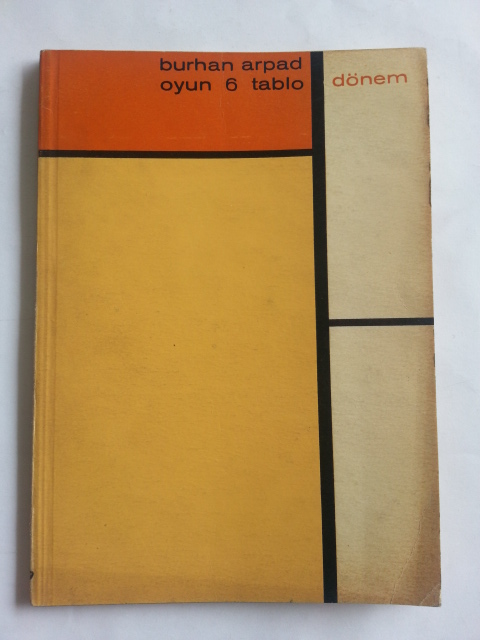 burhan arpad
oyun 6 tablo
dönem